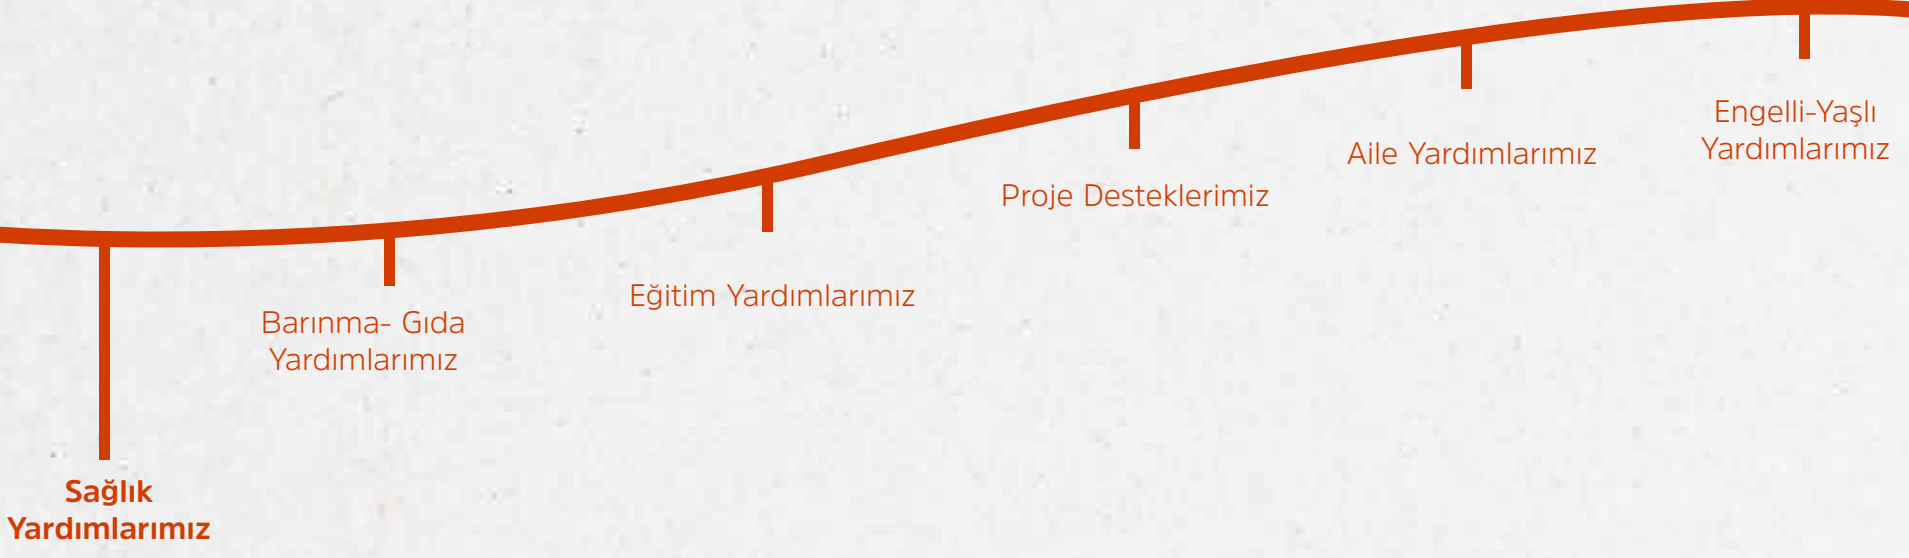 Sağlık
Yardımlarımız
Barınma- Gıda
Yardımlarımız
Eğitim Yardımlarımız
Proje Desteklerimiz
Aile Yardımlarımız
Engelli-Yaşlı
Yardımlarımız